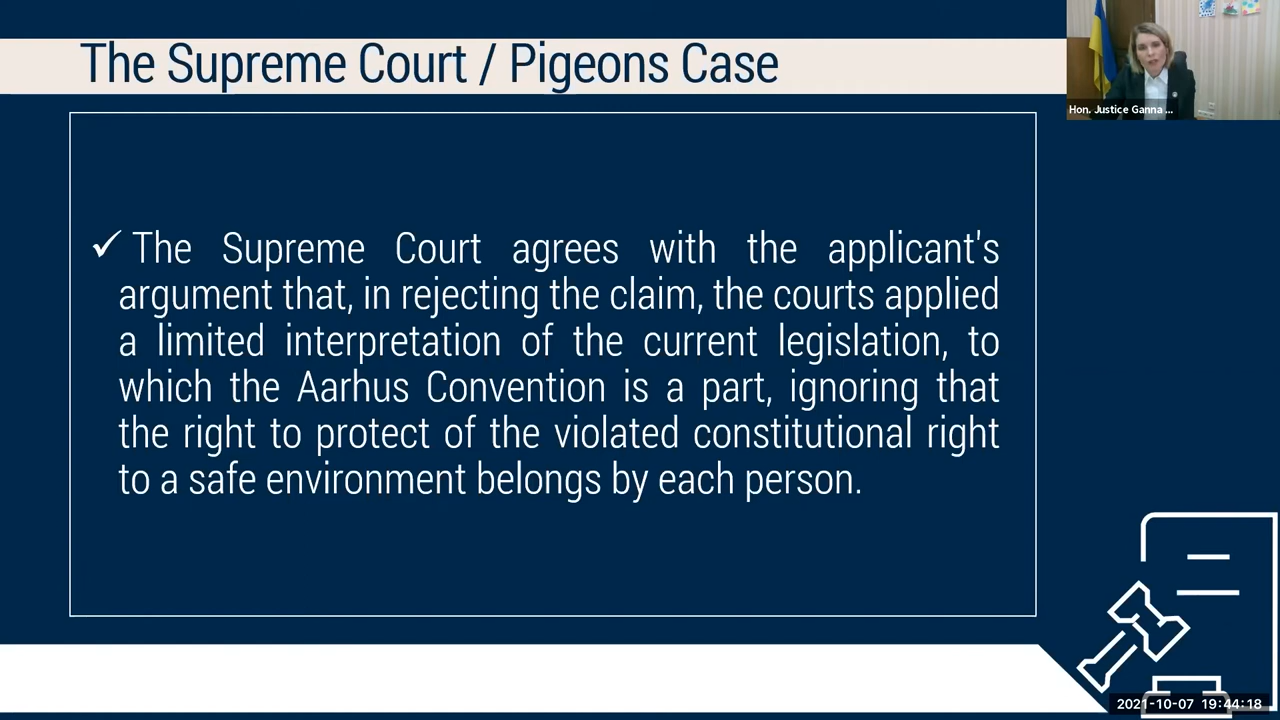 The Supreme Court / Pigeons Case
Hon. Justice Ganna ...
✓ The Supreme Court agrees with the applicant's
argument that, in rejecting the claim, the courts applied
a limited interpretation of the current legislation, to
which the Aarhus Convention is a part, ignoring that
the right to protect of the violated constitutional right
to a safe environment belongs by each person.
2021-10-07 19:44:18